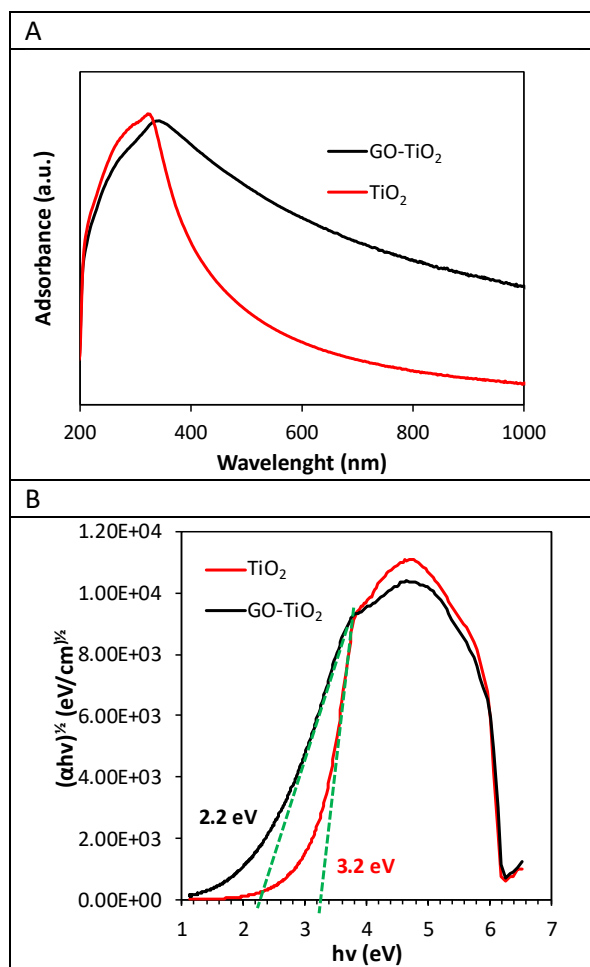 A
Adsorbance (a.u.)
GO-TiO₂
TiO₂
200 400 600 800 1000
Wavelenght (nm)
B
(αhν)^½ (eV/cm)^½
1.20E+04
1.00E+04
8.00E+03
6.00E+03
4.00E+03
2.00E+03
0.00E+00
TiO₂
GO-TiO₂
2.2 eV
3.2 eV
1 2 3 4 5 6 7
hν (eV)